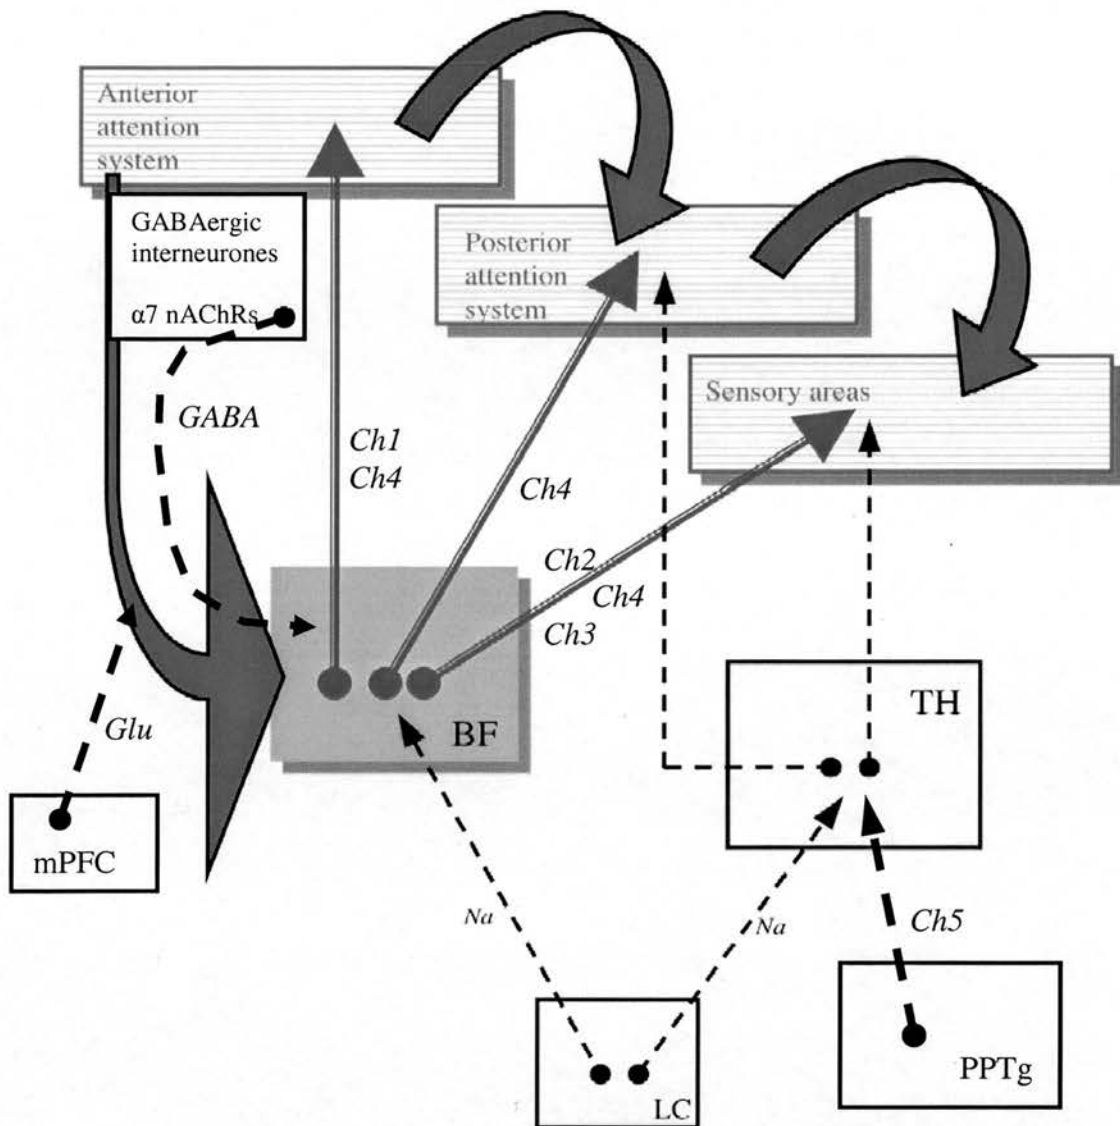 Anterior
attention
system
GABAergic
interneurones
α7 nAChRs
Posterior
attention
system
Sensory areas
GABA
Ch1
Ch4
Ch4
Ch2
Ch4
Ch3
BF
TH
Glu
mPFC
Na
Na
Ch5
LC
PPTg